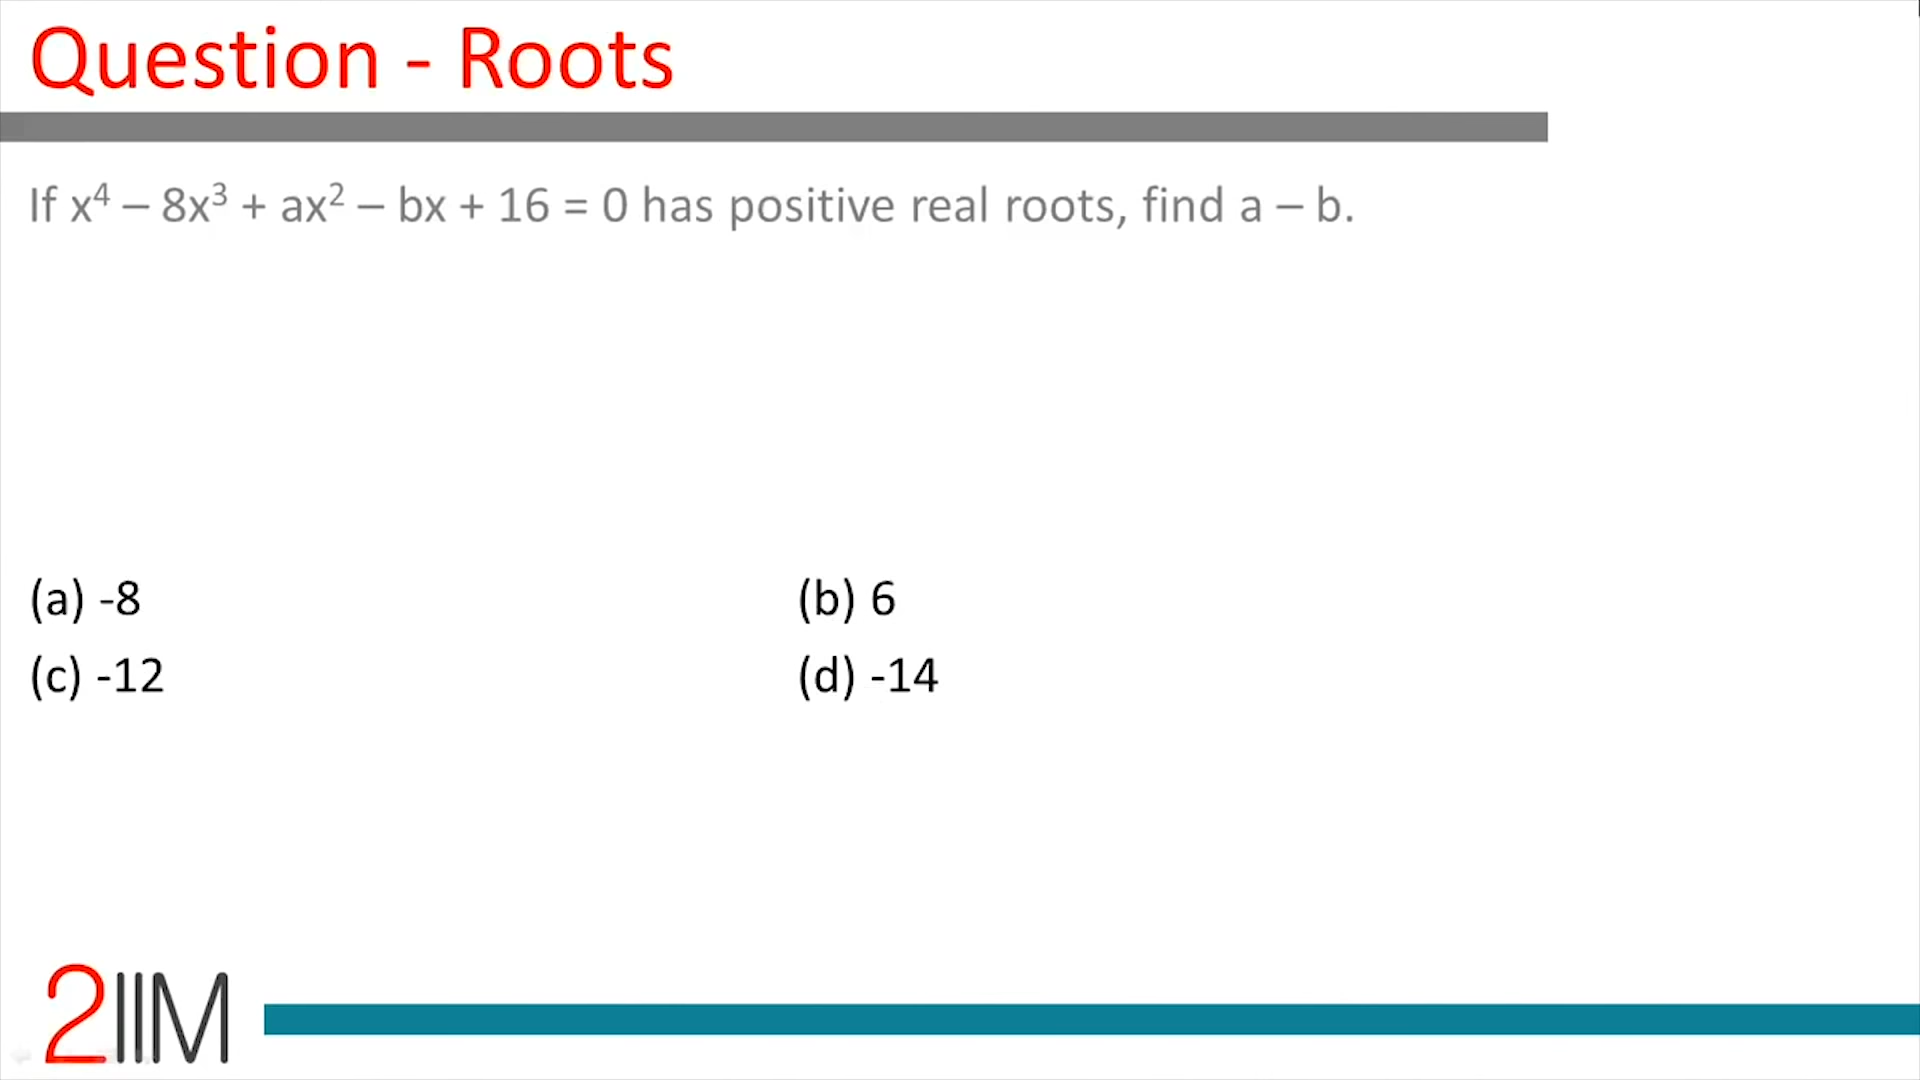 Question - Roots
If x⁴ – 8x³ + ax² – bx + 16 = 0 has positive real roots, find a – b.
(a) -8 (b) 6
(c) -12 (d) -14
2IIM